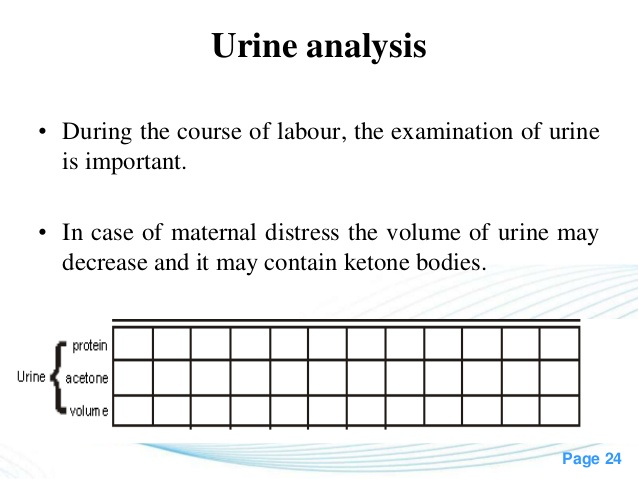 Urine analysis
• During the course of labour, the examination of urine
is important.
• In case of maternal distress the volume of urine may
decrease and it may contain ketone bodies.
protein
Urine
acetone
volume
Page 24